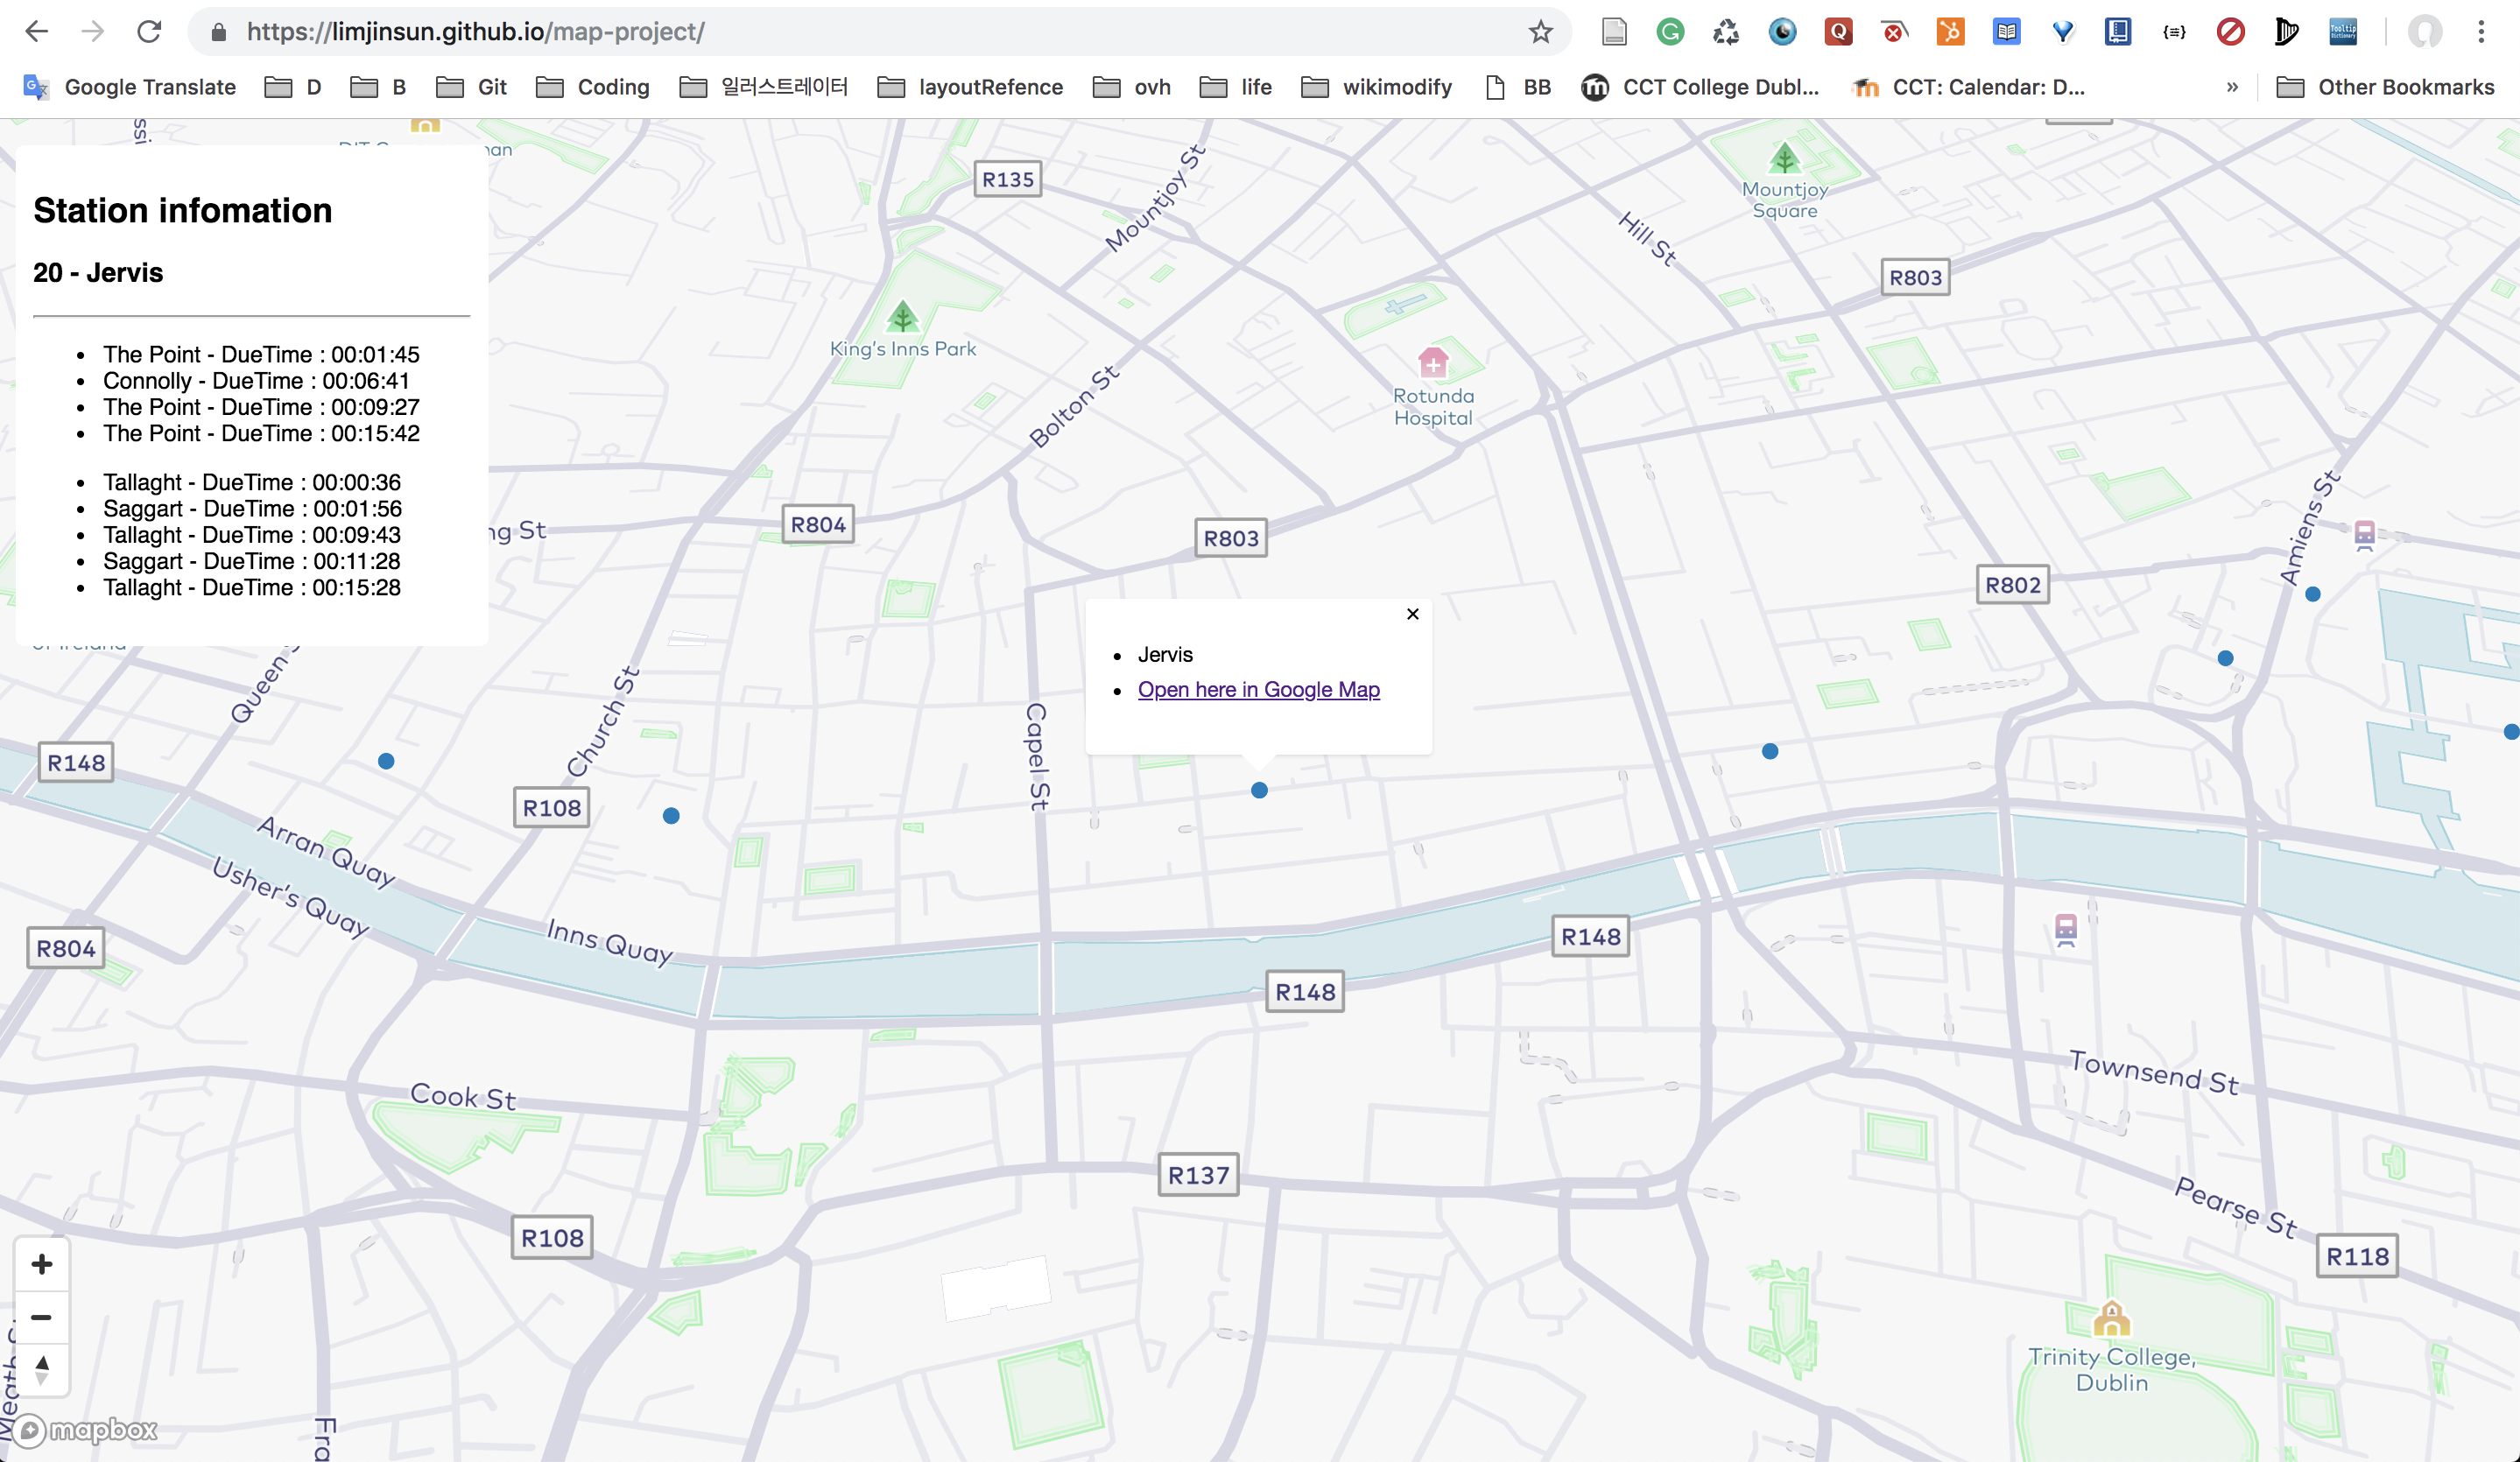 https://limjinsun.github.io/map-project/
Google Translate D B Git Coding 일러스트레이터 layoutRefence ovh life wikimodify BB CCT College Dubl... CCT: Calendar: D... » Other Bookmarks
Station infomation
20 - Jervis
The Point - DueTime : 00:01:45
Connolly - DueTime : 00:06:41
The Point - DueTime : 00:09:27
The Point - DueTime : 00:15:42
Tallaght - DueTime : 00:00:36
Saggart - DueTime : 00:01:56
Tallaght - DueTime : 00:09:43
Saggart - DueTime : 00:11:28
Tallaght - DueTime : 00:15:28
R135
Mountjoy St
Hill St
Mountjoy
Square
R803
King's Inns Park
Bolton St
Rotunda
Hospital
R804
R803
Amiens St
R802
Jervis
Open here in Google Map
Church St
Capel St
R148
R108
Arran Quay
Usher's Quay
Inns Quay
R804
R148
R148
Cook St
Townsend St
R137
Pearse St
R108
R118
Trinity College,
Dublin
mapbox